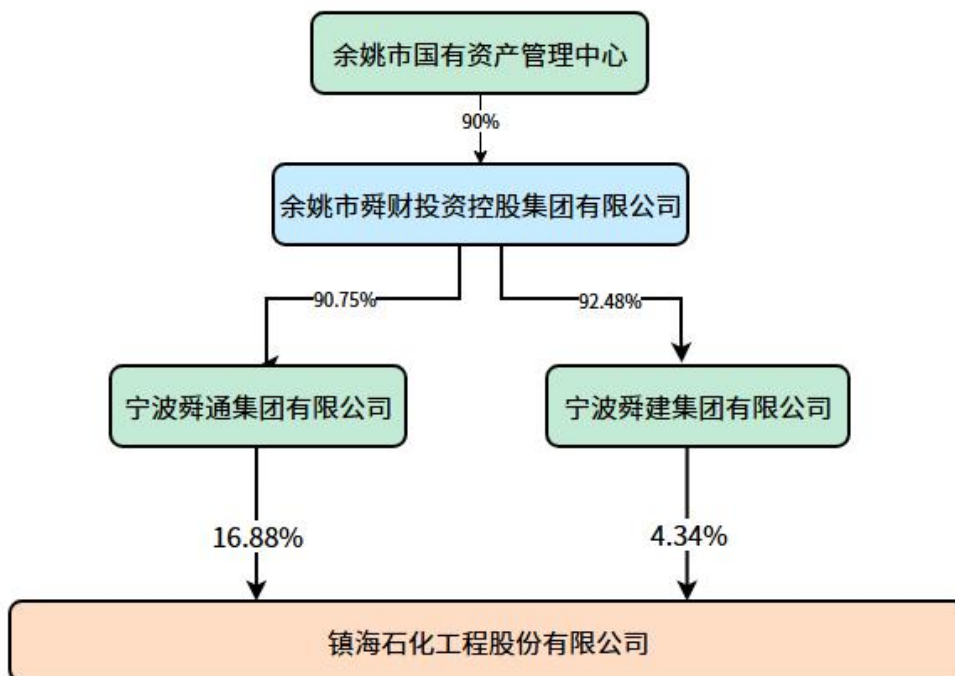 余姚市国有资产管理中心
90%
余姚市舜财投资控股集团有限公司
90.75%
92.48%
宁波舜通集团有限公司
宁波舜建集团有限公司
16.88%
4.34%
镇海石化工程股份有限公司